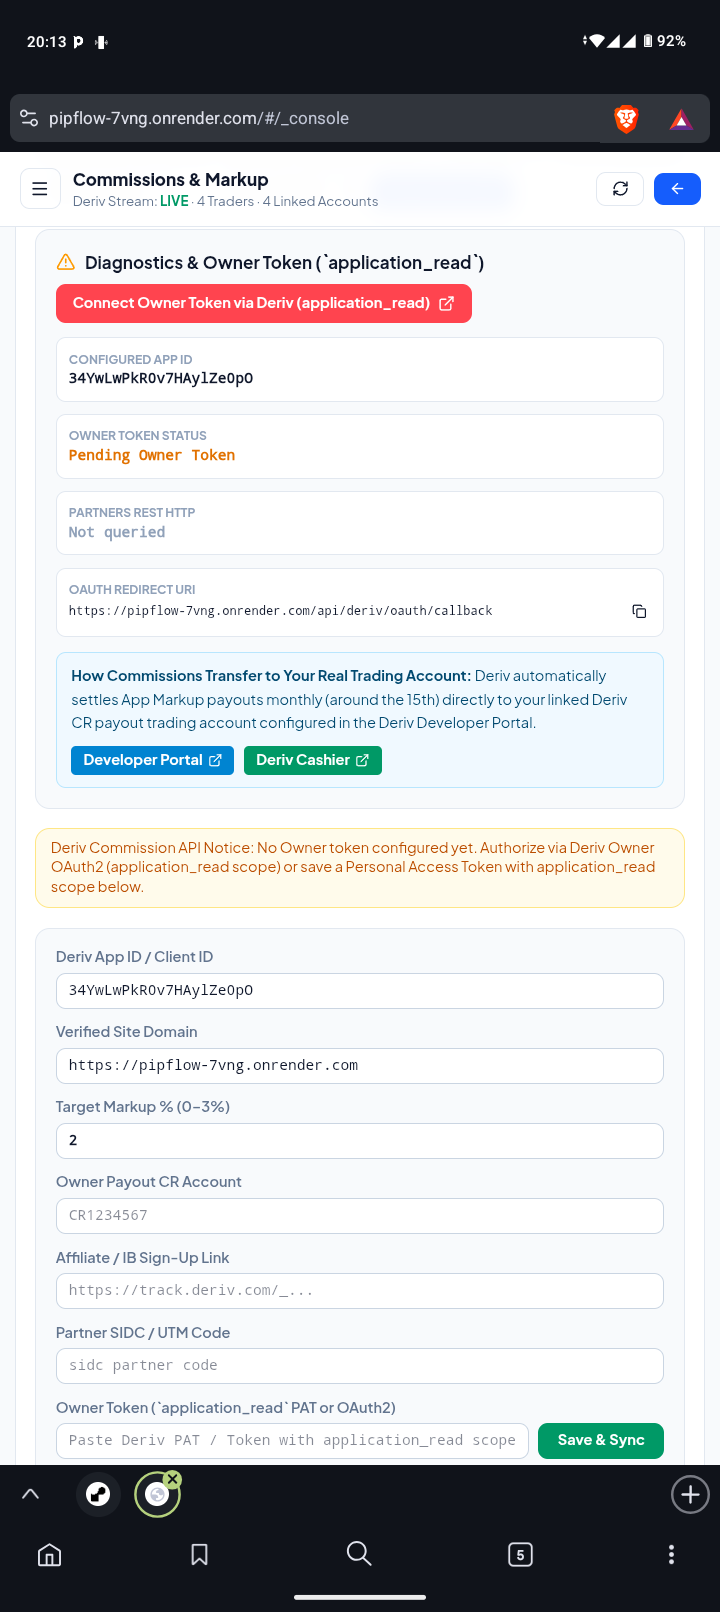 20:13
92%
pipflow-7vng.onrender.com/#/_console
Commissions & Markup
Deriv Stream: LIVE · 4 Traders · 4 Linked Accounts
Diagnostics & Owner Token (`application_read`)
Connect Owner Token via Deriv (application_read)
CONFIGURED APP ID
34YwLwPkR0v7HAylZe0pO
OWNER TOKEN STATUS
Pending Owner Token
PARTNERS REST HTTP
Not queried
OAUTH REDIRECT URI
https://pipflow-7vng.onrender.com/api/deriv/oauth/callback
How Commissions Transfer to Your Real Trading Account: Deriv automatically
settles App Markup payouts monthly (around the 15th) directly to your linked Deriv
CR payout trading account configured in the Deriv Developer Portal.
Developer Portal
Deriv Cashier
Deriv Commission API Notice: No Owner token configured yet. Authorize via Deriv Owner
OAuth2 (application_read scope) or save a Personal Access Token with application_read
scope below.
Deriv App ID / Client ID
34YwLwPkR0v7HAylZe0pO
Verified Site Domain
https://pipflow-7vng.onrender.com
Target Markup % (0–3%)
2
Owner Payout CR Account
CR1234567
Affiliate / IB Sign-Up Link
https://track.deriv.com/_...
Partner SIDC / UTM Code
sidc partner code
Owner Token (`application_read` PAT or OAuth2)
Paste Deriv PAT / Token with application_read scope
Save & Sync
5